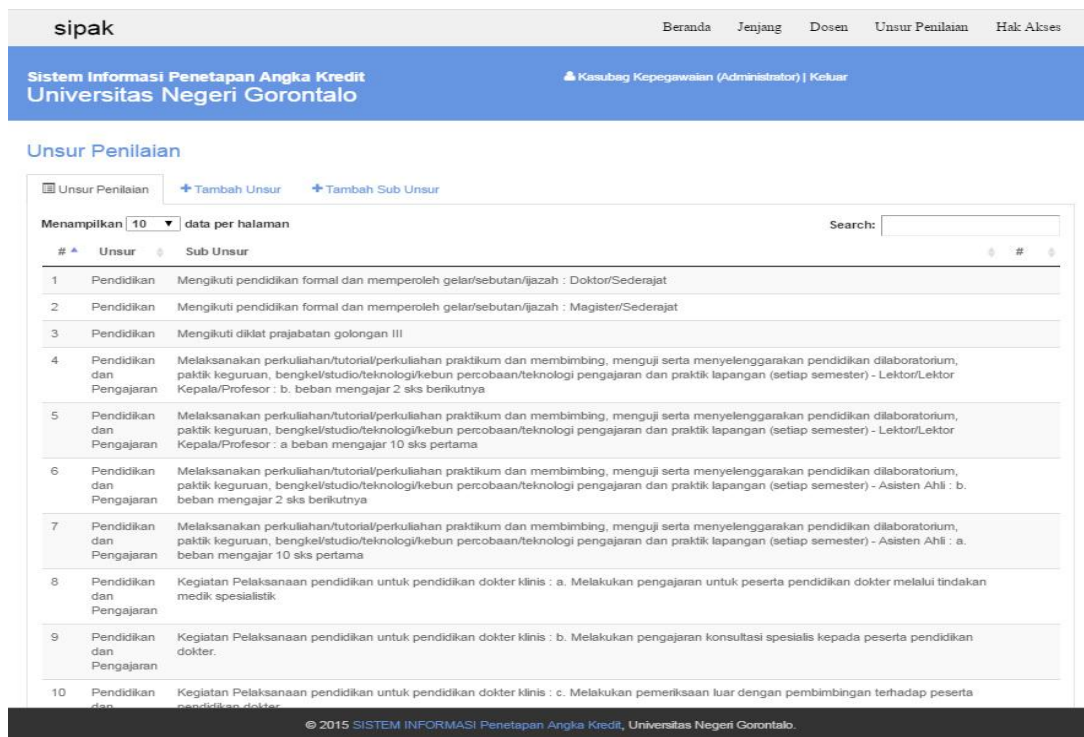 sipak
Beranda Jenjang Dosen Unsur Penilaian Hak Akses
Sistem Informasi Penetapan Angka Kredit
Universitas Negeri Gorontalo
Kasubag Kepegawaian (Administrator) | Keluar
Unsur Penilaian
Unsur Penilaian + Tambah Unsur + Tambah Sub Unsur
Menampilkan 10 data per halaman Search:
# Unsur Sub Unsur #
1 Pendidikan Mengikuti pendidikan formal dan memperoleh gelar/sebutan/ijazah : Doktor/Sederajat
2 Pendidikan Mengikuti pendidikan formal dan memperoleh gelar/sebutan/ijazah : Magister/Sederajat
3 Pendidikan Mengikuti diklat prajabatan golongan III
4 Pendidikan Melaksanakan perkuliahan/tutorial/perkuliahan praktikum dan membimbing, menguji serta menyelenggarakan pendidikan dilaboratorium,
dan paktik keguruan, bengkel/studio/teknologi/kebun percobaan/teknologi pengajaran dan praktik lapangan (setiap semester) - Lektor/Lektor
Pengajaran Kepala/Profesor : b. beban mengajar 2 sks berikutnya
5 Pendidikan Melaksanakan perkuliahan/tutorial/perkuliahan praktikum dan membimbing, menguji serta menyelenggarakan pendidikan dilaboratorium,
dan paktik keguruan, bengkel/studio/teknologi/kebun percobaan/teknologi pengajaran dan praktik lapangan (setiap semester) - Lektor/Lektor
Pengajaran Kepala/Profesor : a beban mengajar 10 sks pertama
6 Pendidikan Melaksanakan perkuliahan/tutorial/perkuliahan praktikum dan membimbing, menguji serta menyelenggarakan pendidikan dilaboratorium,
dan paktik keguruan, bengkel/studio/teknologi/kebun percobaan/teknologi pengajaran dan praktik lapangan (setiap semester) - Asisten Ahli : b.
Pengajaran beban mengajar 2 sks berikutnya
7 Pendidikan Melaksanakan perkuliahan/tutorial/perkuliahan praktikum dan membimbing, menguji serta menyelenggarakan pendidikan dilaboratorium,
dan paktik keguruan, bengkel/studio/teknologi/kebun percobaan/teknologi pengajaran dan praktik lapangan (setiap semester) - Asisten Ahli : a.
Pengajaran beban mengajar 10 sks pertama
8 Pendidikan Kegiatan Pelaksanaan pendidikan untuk pendidikan dokter klinis : a. Melakukan pengajaran untuk peserta pendidikan dokter melalui tindakan
dan medik spesialistik
Pengajaran
9 Pendidikan Kegiatan Pelaksanaan pendidikan untuk pendidikan dokter klinis : b. Melakukan pengajaran konsultasi spesialis kepada peserta pendidikan
dan dokter.
Pengajaran
10 Pendidikan Kegiatan Pelaksanaan pendidikan untuk pendidikan dokter klinis : c. Melakukan pemeriksaan luar dengan pembimbingan terhadap peserta
dan pendidikan dokter
© 2015 SISTEM INFORMASI Penetapan Angka Kredit, Universitas Negeri Gorontalo.